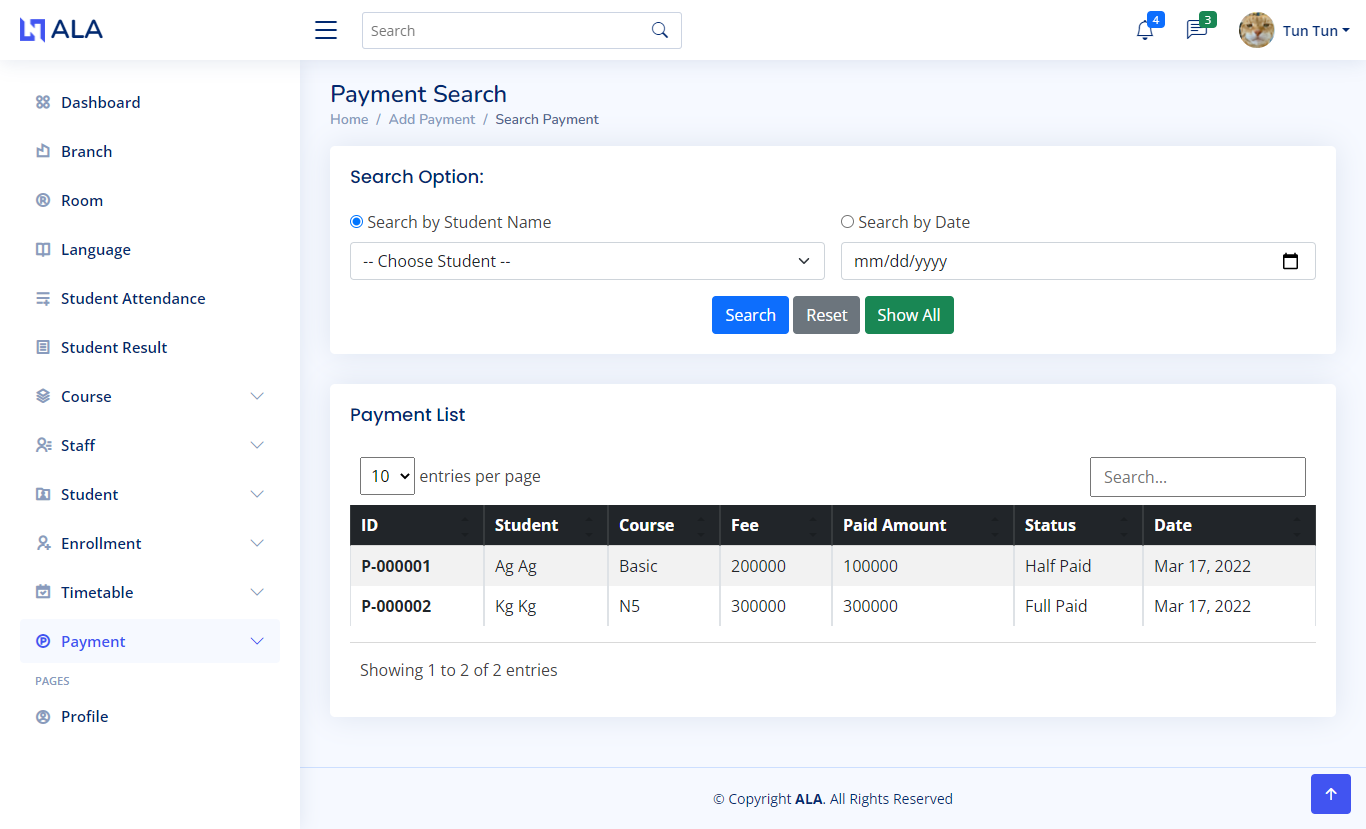 ALA
Search
4
3
Tun Tun
Dashboard
Branch
Room
Language
Student Attendance
Student Result
Course
Staff
Student
Enrollment
Timetable
Payment
PAGES
Profile
Payment Search
Home / Add Payment / Search Payment
Search Option:
Search by Student Name
Search by Date
-- Choose Student --
mm/dd/yyyy
Search Reset Show All
Payment List
10 entries per page
Search...
ID Student Course Fee Paid Amount Status Date
P-000001 Ag Ag Basic 200000 100000 Half Paid Mar 17, 2022
P-000002 Kg Kg N5 300000 300000 Full Paid Mar 17, 2022
Showing 1 to 2 of 2 entries
© Copyright ALA. All Rights Reserved